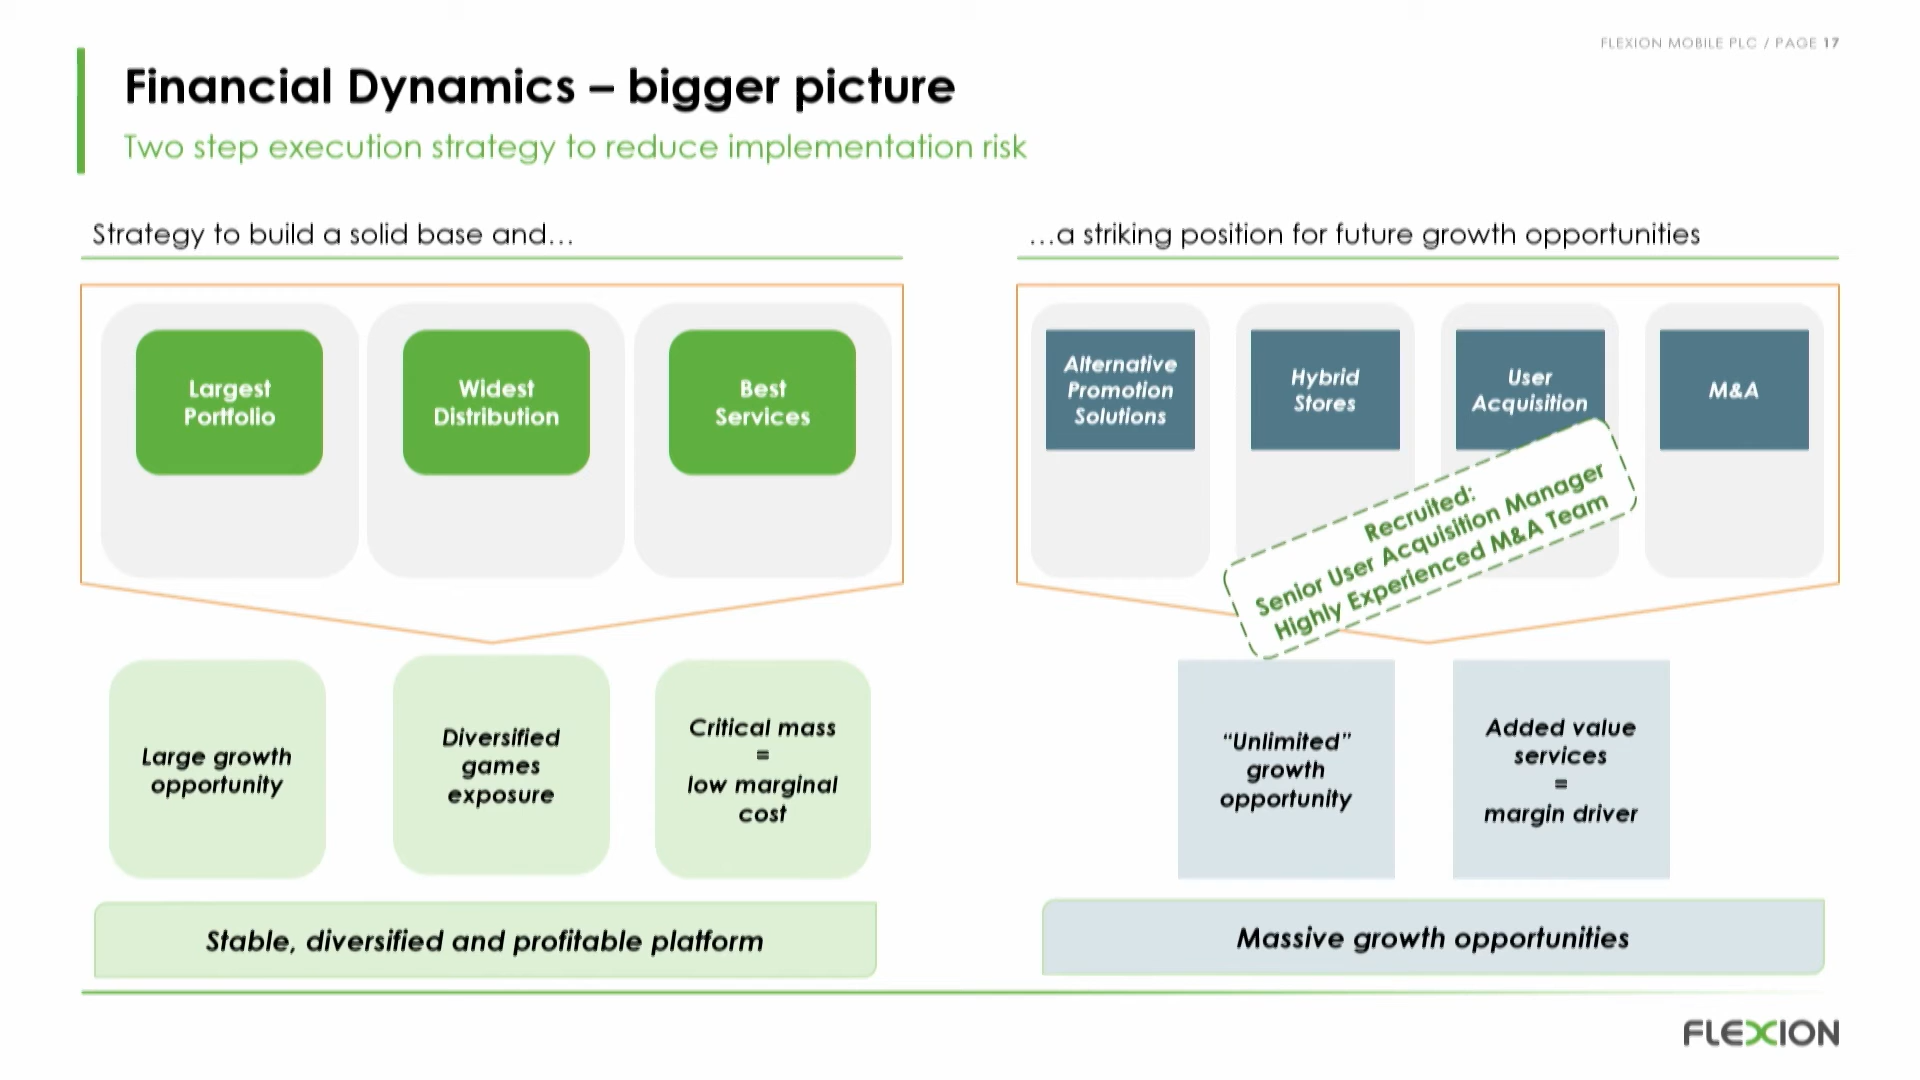 FLEXION MOBILE PLC / PAGE 17
Financial Dynamics – bigger picture
Two step execution strategy to reduce implementation risk
Strategy to build a solid base and…
Largest
Portfolio
Widest
Distribution
Best
Services
Large growth
opportunity
Diversified
games
exposure
Critical mass
=
low marginal
cost
Stable, diversified and profitable platform
…a striking position for future growth opportunities
Alternative
Promotion
Solutions
Hybrid
Stores
User
Acquisition
M&A
Recruited:
Senior User Acquisition Manager
Highly Experienced M&A Team
“Unlimited”
growth
opportunity
Added value
services
=
margin driver
Massive growth opportunities
FLEXION